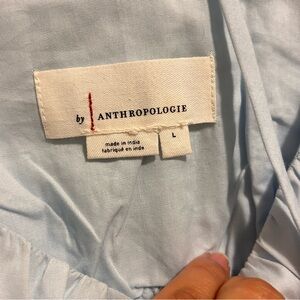 by ANTHROPOLOGIE
made in india
fabriqué en inde
L